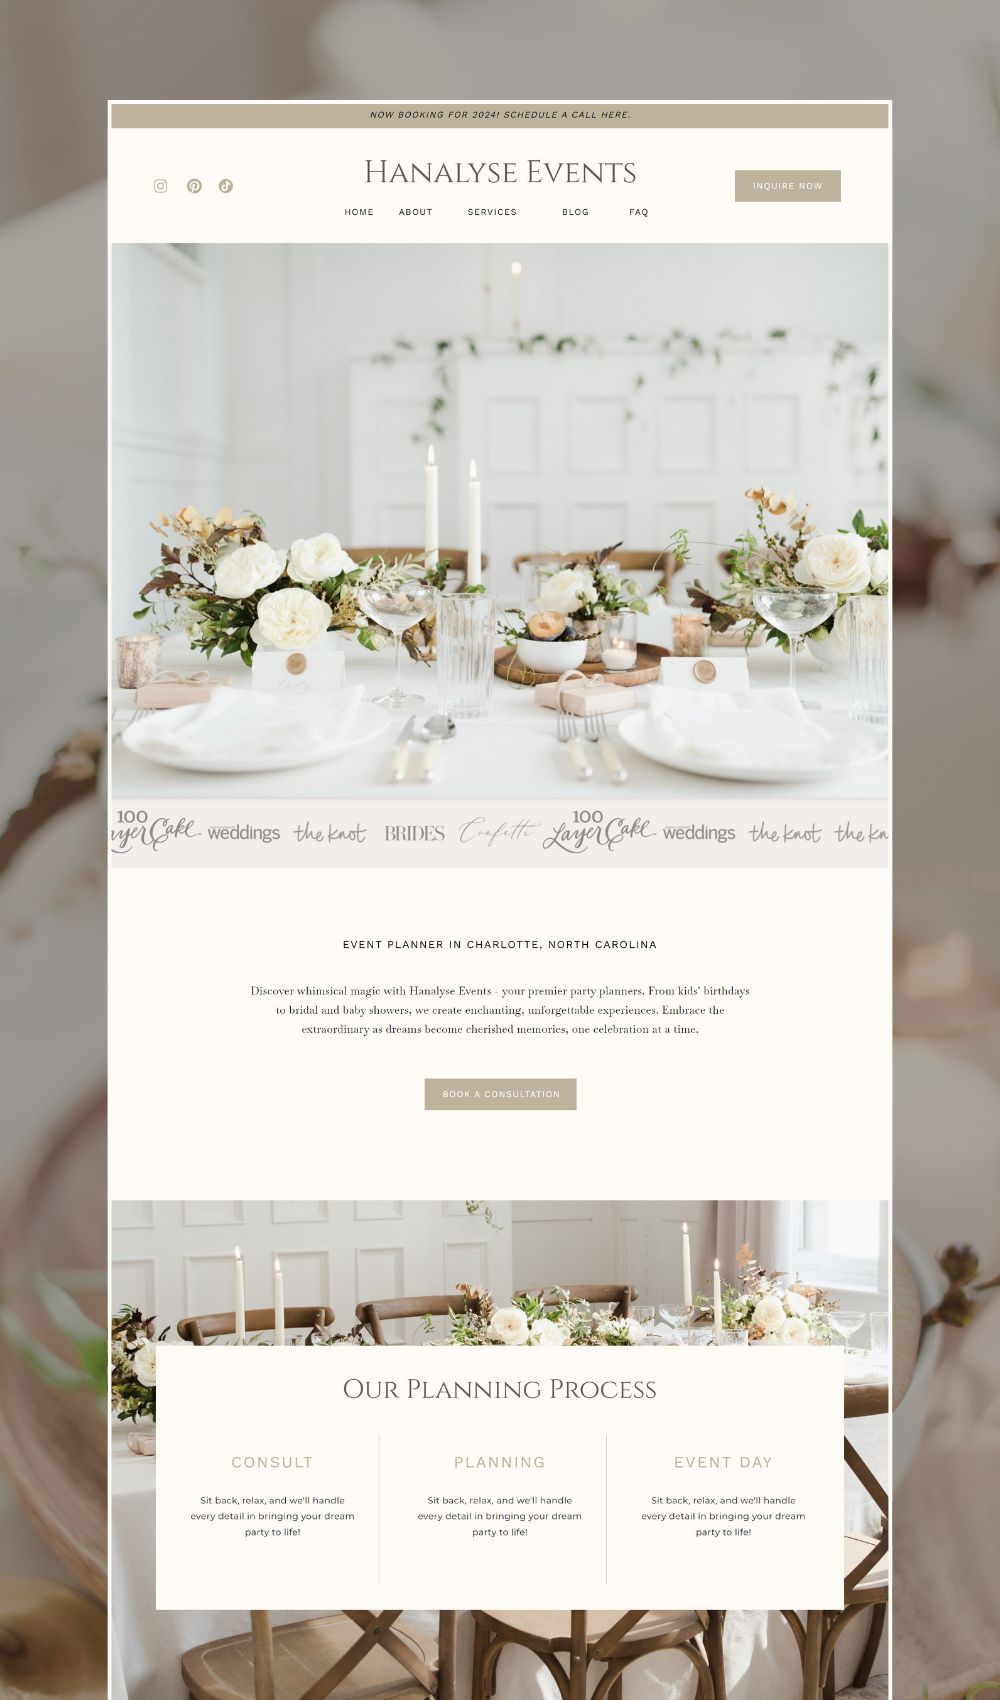 NOW BOOKING FOR 2024! SCHEDULE A CALL HERE.
HANALYSE EVENTS
INQUIRE NOW
HOME ABOUT SERVICES BLOG FAQ
100 Layer Cake weddings the knot BRIDES Confetti 100 Layer Cake weddings the knot the kn
EVENT PLANNER IN CHARLOTTE, NORTH CAROLINA
Discover whimsical magic with Hanalyse Events - your premier party planners. From kids' birthdays
to bridal and baby showers, we create enchanting, unforgettable experiences. Embrace the
extraordinary as dreams become cherished memories, one celebration at a time.
BOOK A CONSULTATION
OUR PLANNING PROCESS
CONSULT
Sit back, relax, and we'll handle
every detail in bringing your dream
party to life!
PLANNING
Sit back, relax, and we'll handle
every detail in bringing your dream
party to life!
EVENT DAY
Sit back, relax, and we'll handle
every detail in bringing your dream
party to life!